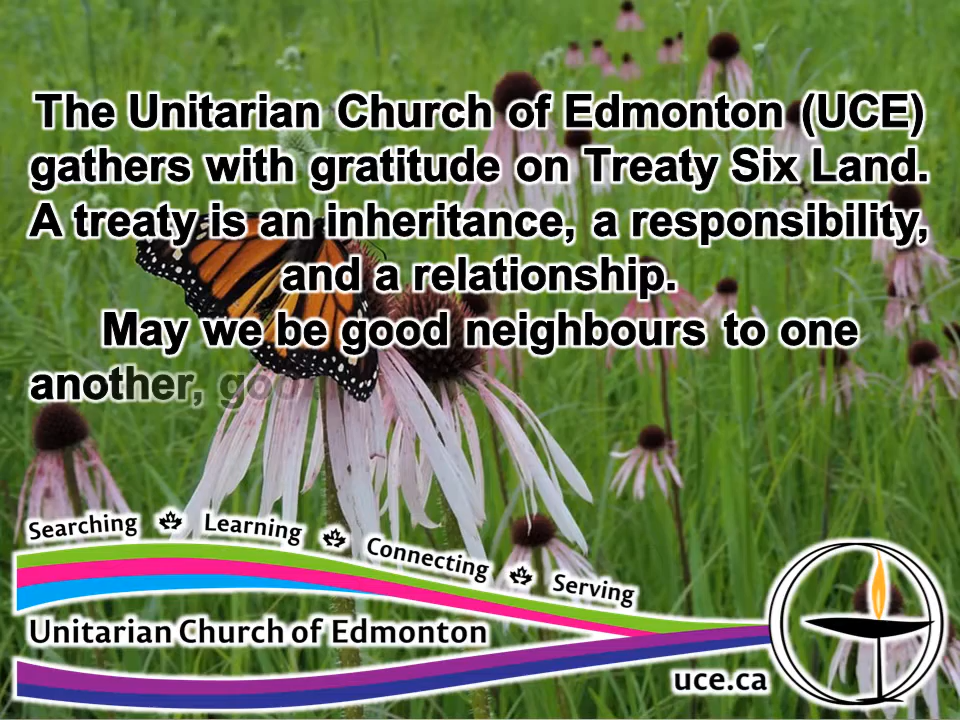 The Unitarian Church of Edmonton (UCE)
gathers with gratitude on Treaty Six Land.
A treaty is an inheritance, a responsibility,
and a relationship.
May we be good neighbours to one
another,
Searching Learning Connecting Serving
Unitarian Church of Edmonton
uce.ca